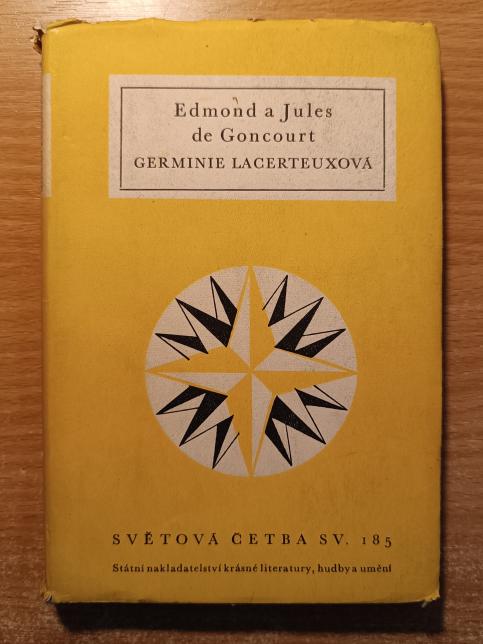 Edmond a Jules
de Goncourt
GERMINIE LACERTEUXOVÁ
SVĚTOVÁ ČETBA SV. 185
Státní nakladatelství krásné literatury, hudby a umění